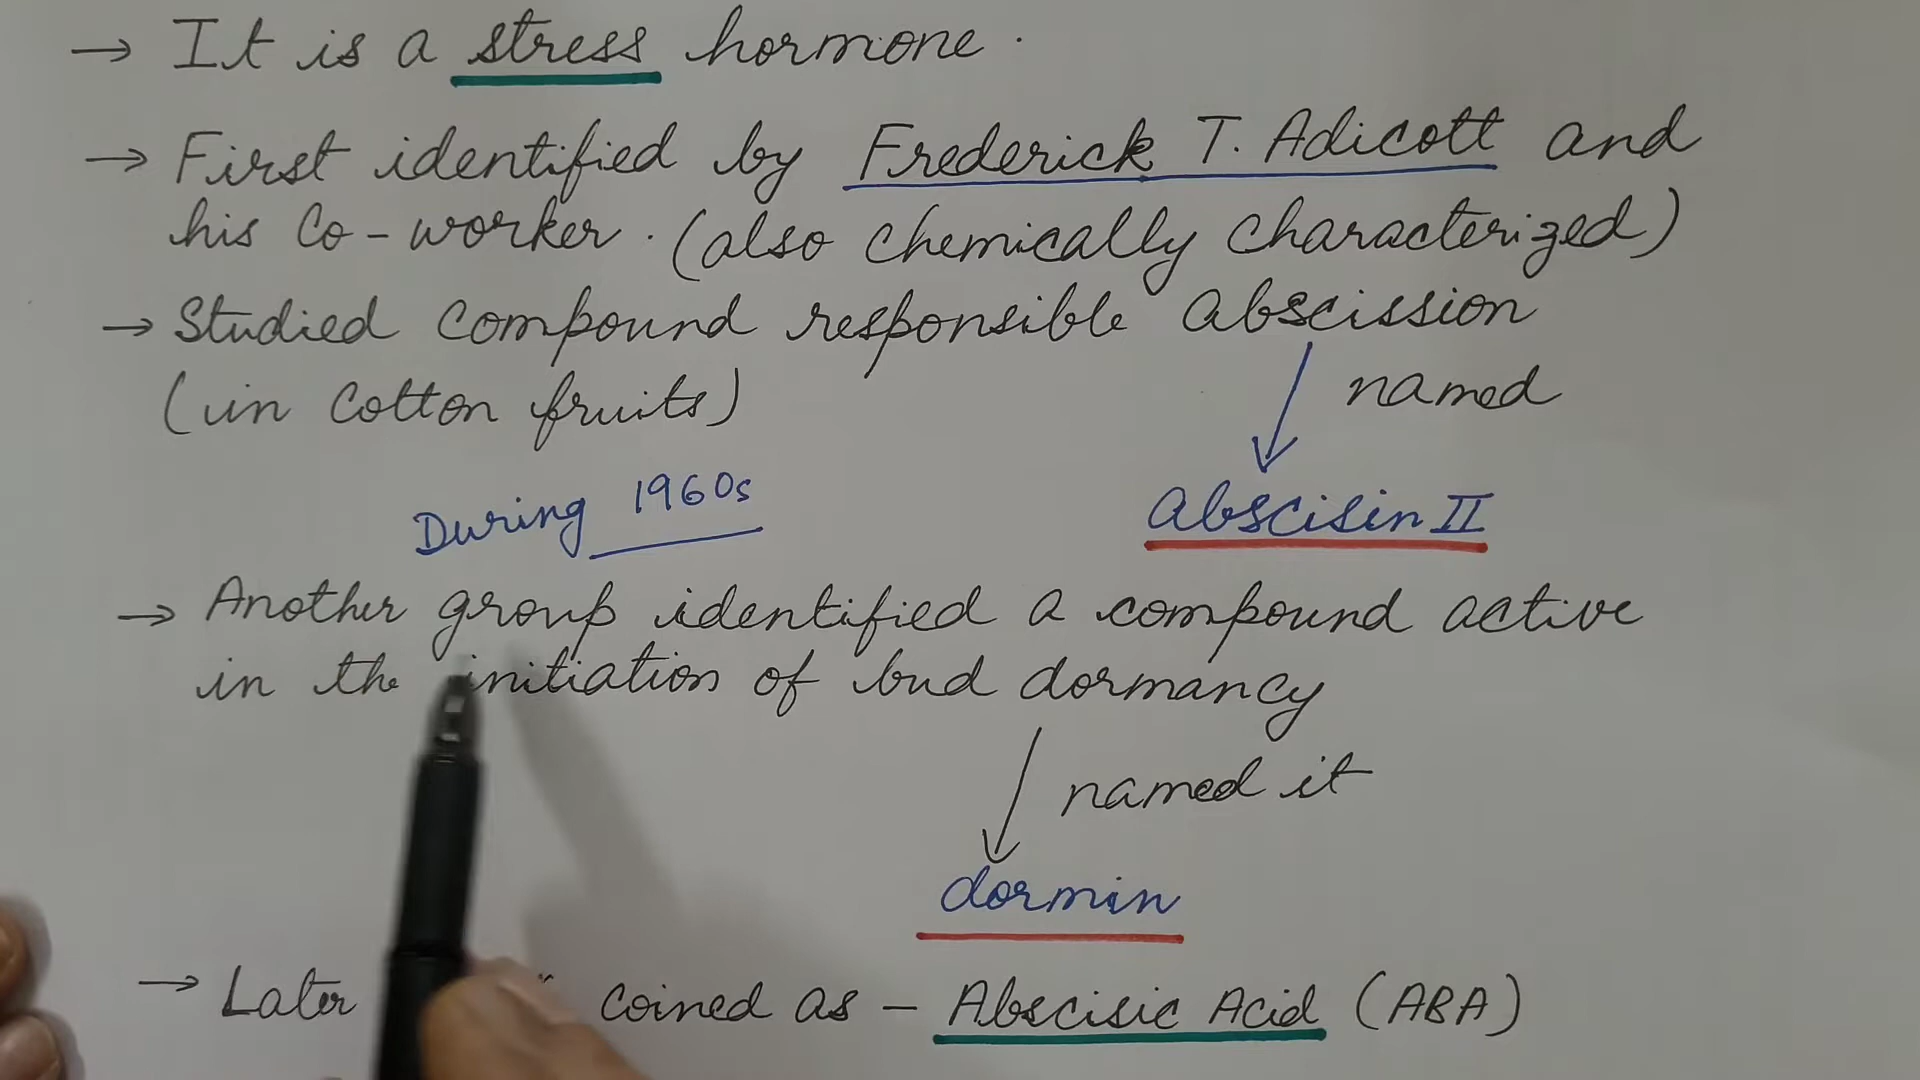 → It is a stress hormone.
→ First identified by Frederick T. Adicott and
his Co-worker. (also chemically characterized)
→ Studied compound responsible abscission
(in cotton fruits)
named
During 1960s
abscisin II
→ Another group identified a compound active
in the initiation of bud dormancy
named it
dormin
→ Later coined as - Abscisic Acid (ABA)